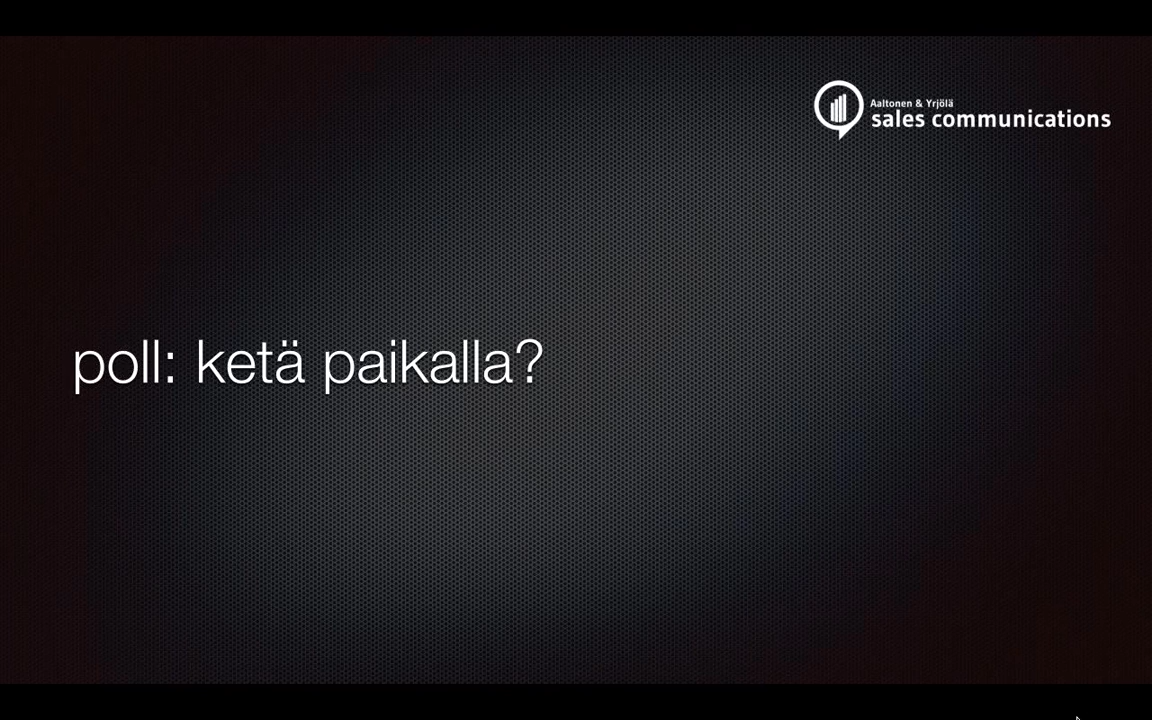 Aaltonen & Yrjölä
sales communications
poll: ketä paikalla?